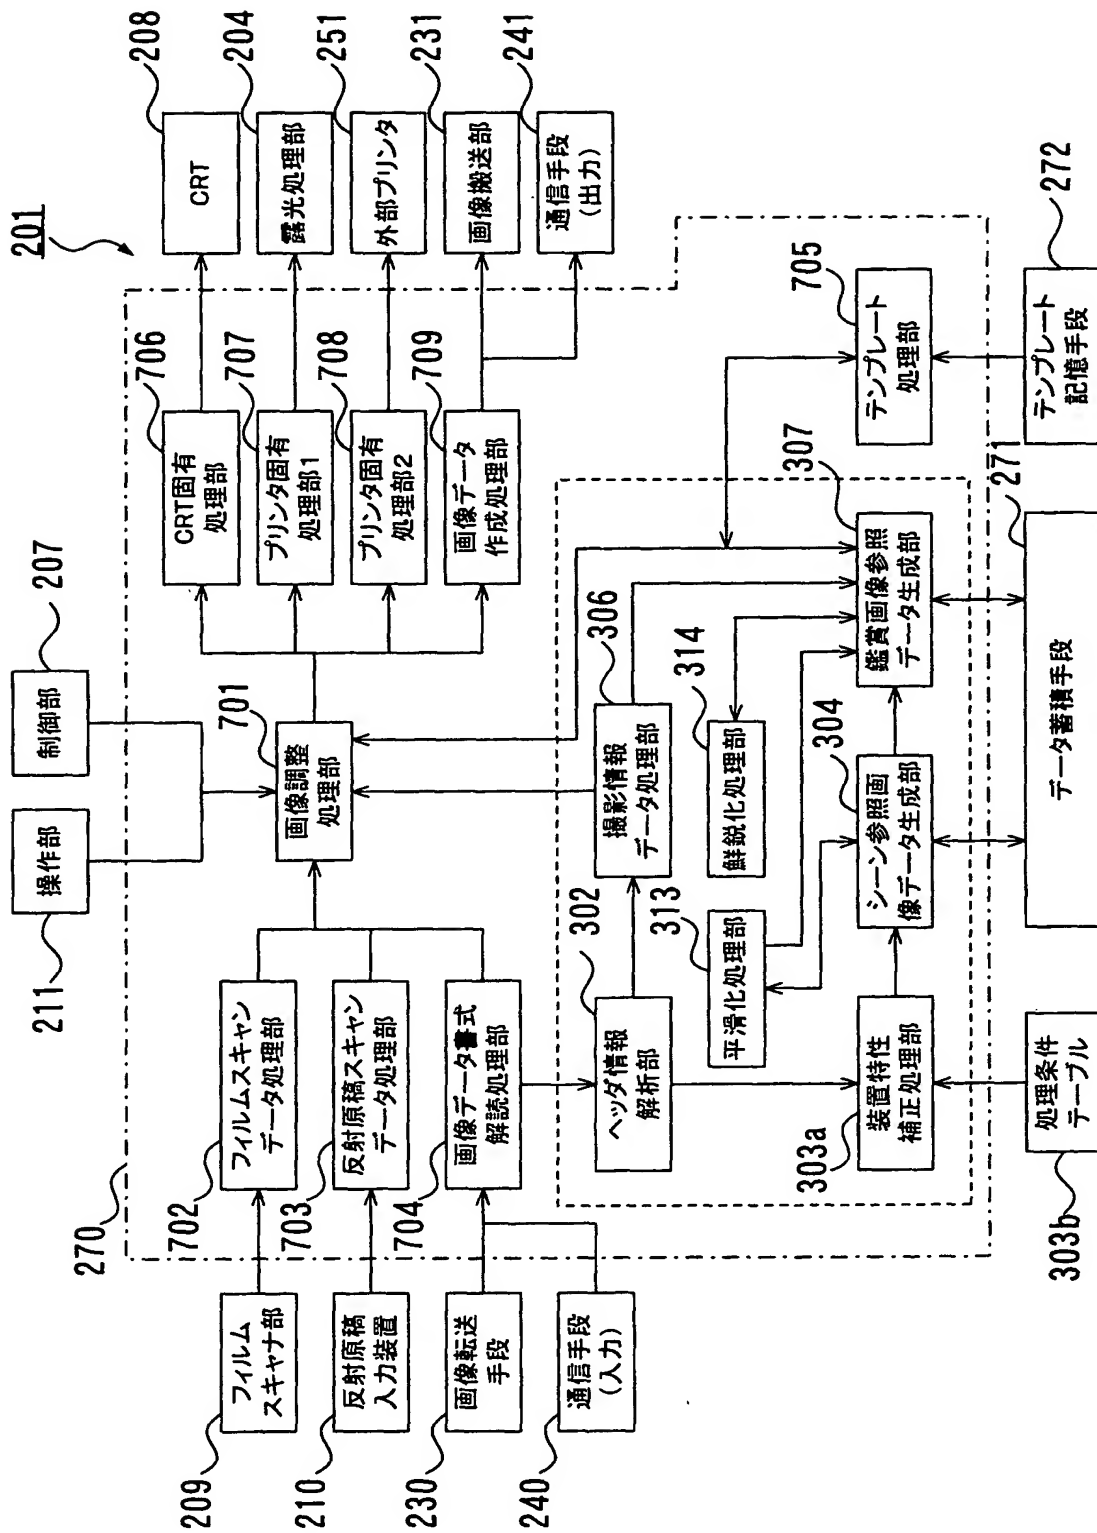 201
211
操作部
207
制御部
270
209
フィルム
スキャナ部
210
反射原稿
入力装置
230
画像転送
手段
240
通信手段
(入力)
702
フィルムスキャン
データ処理部
703
反射原稿スキャン
データ処理部
704
画像データ書式
解読処理部
701
画像調整
処理部
706
CRT固有
処理部
707
プリンタ固有
処理部1
708
プリンタ固有
処理部2
709
画像データ
作成処理部
208
CRT
204
露光処理部
251
外部プリンタ
231
画像搬送部
241
通信手段
(出力)
302
ヘッダ情報
解析部
306
撮影情報
データ処理部
313
平滑化処理部
314
鮮鋭化処理部
303a
装置特性
補正処理部
304
シーン参照画
像データ生成部
307
鑑賞画像参照
データ生成部
705
テンプレート
処理部
303b
処理条件
テーブル
271
データ蓄積手段
272
テンプレート
記憶手段